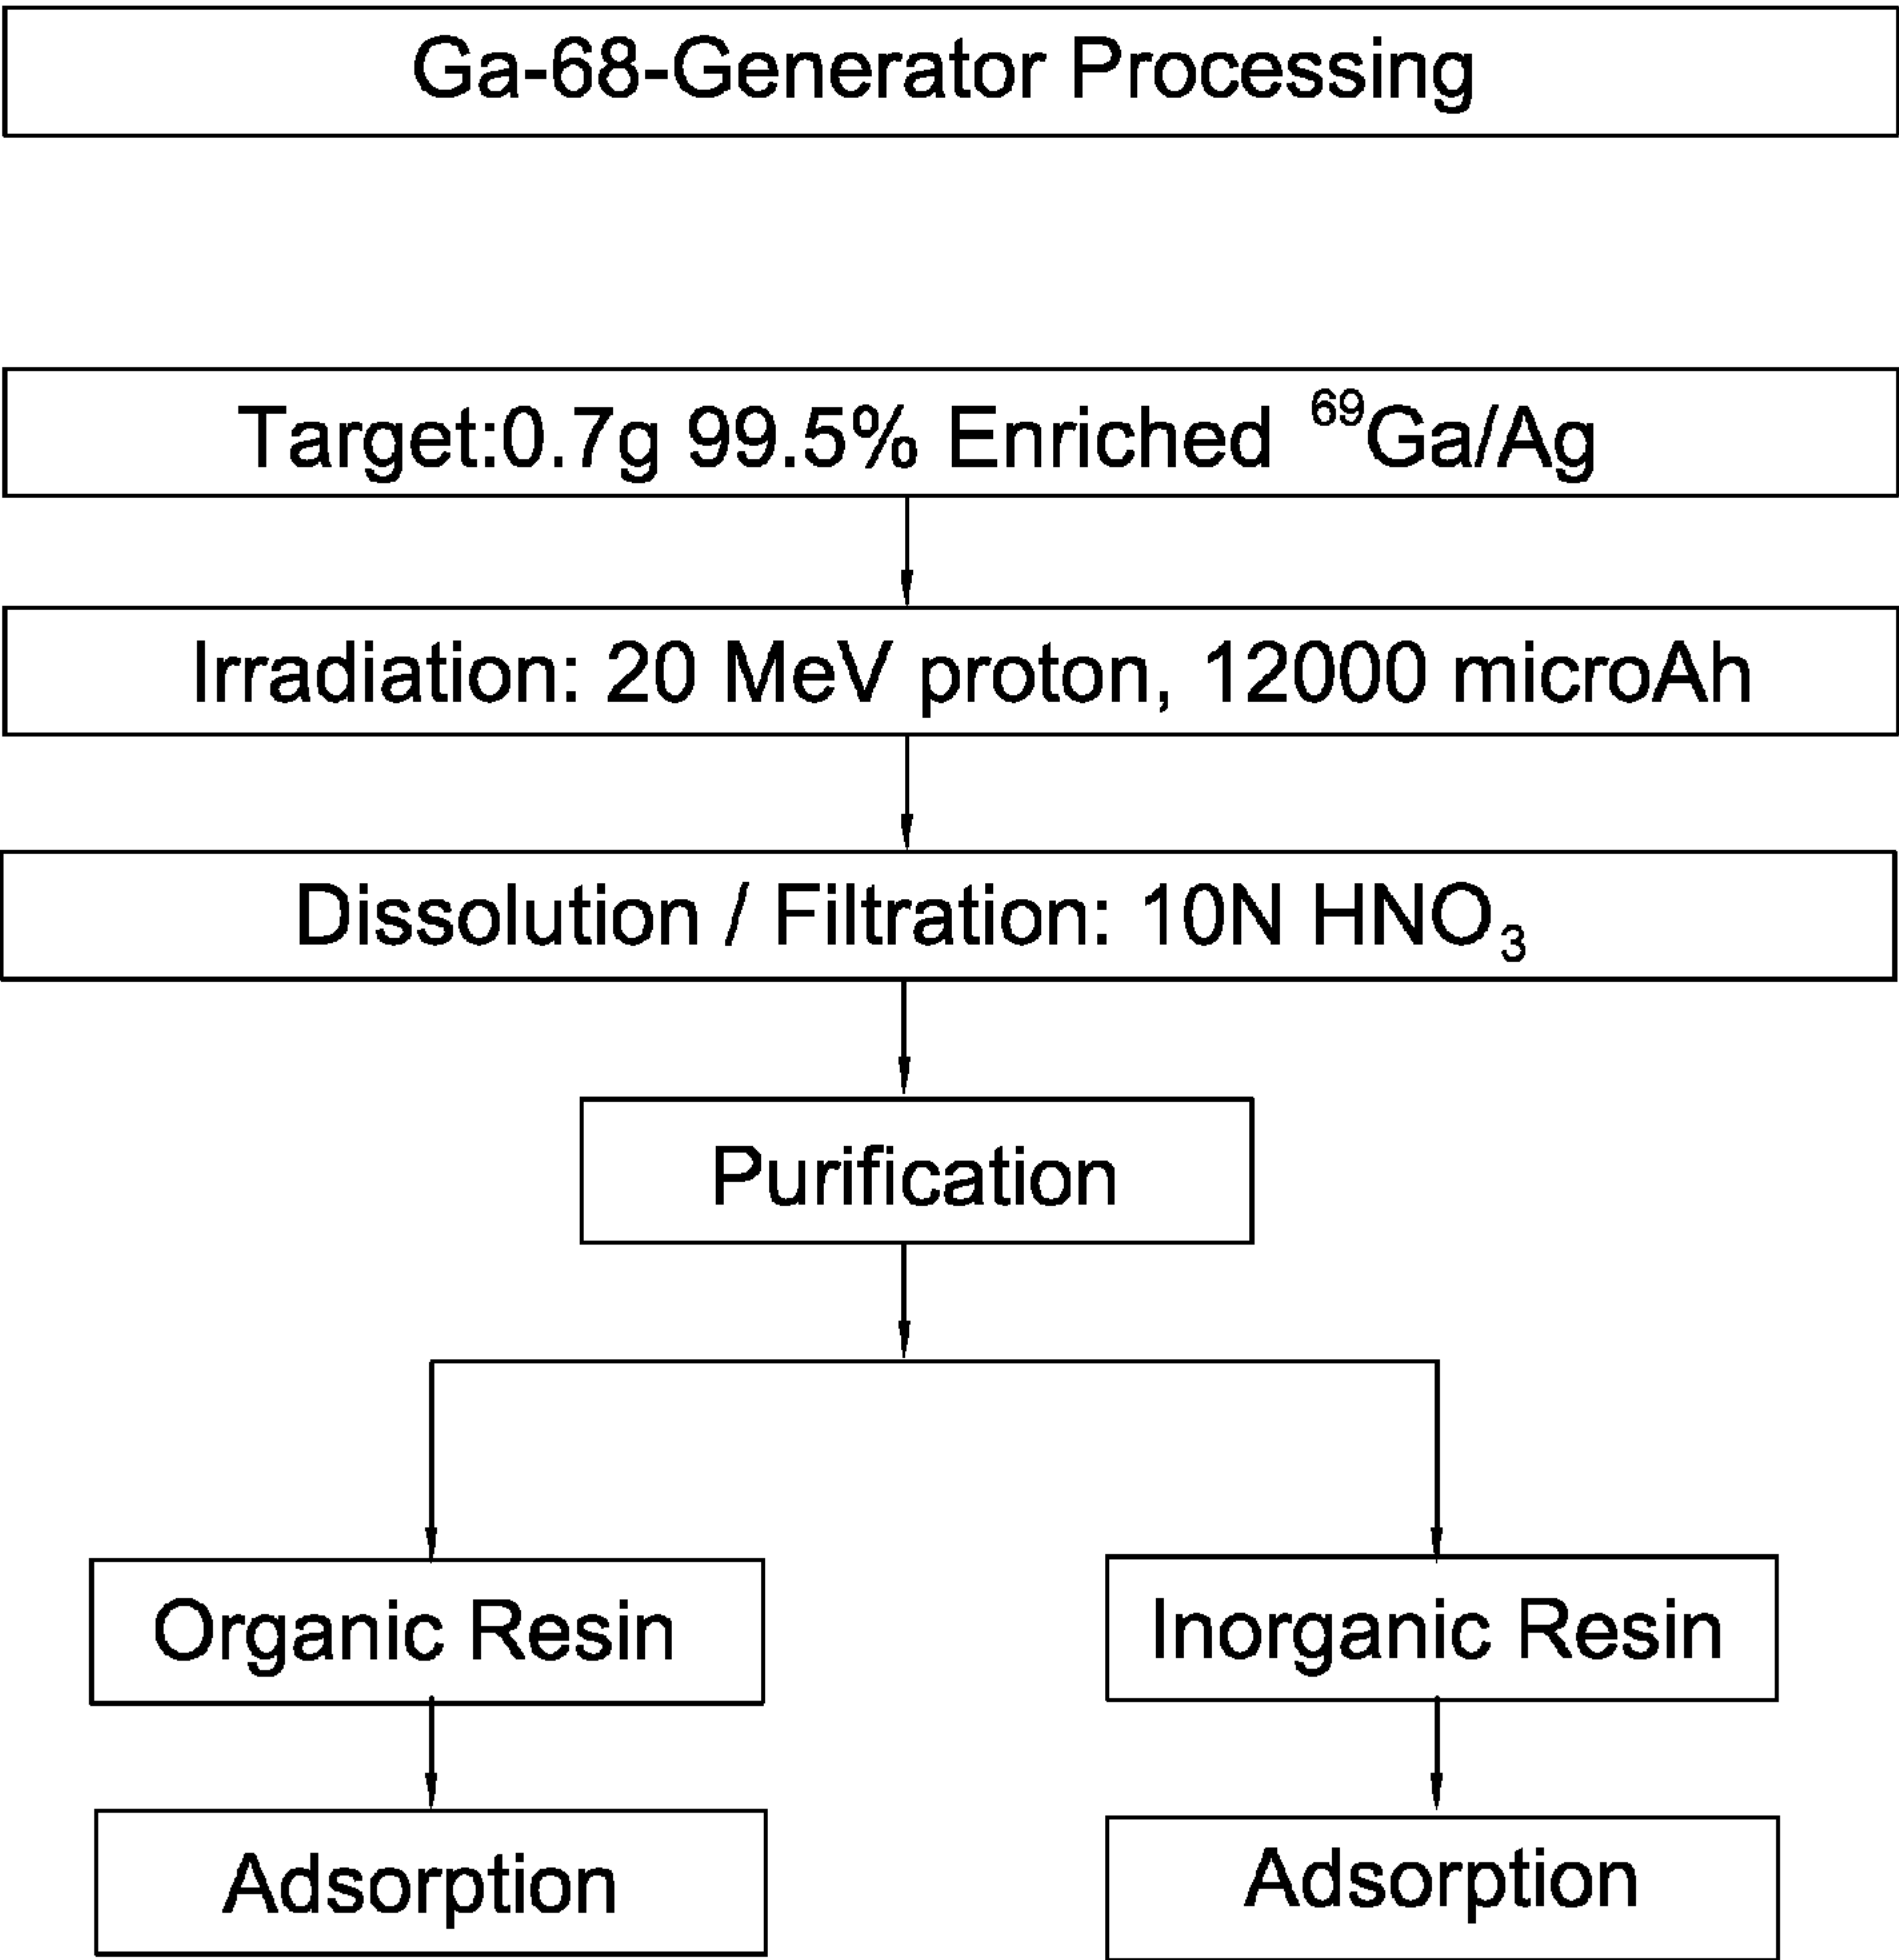 Ga-68-Generator Processing
Target:0.7g 99.5% Enriched ⁶⁹Ga/Ag
Irradiation: 20 MeV proton, 12000 microAh
Dissolution / Filtration: 10N HNO₃
Purification
Organic Resin
Inorganic Resin
Adsorption
Adsorption